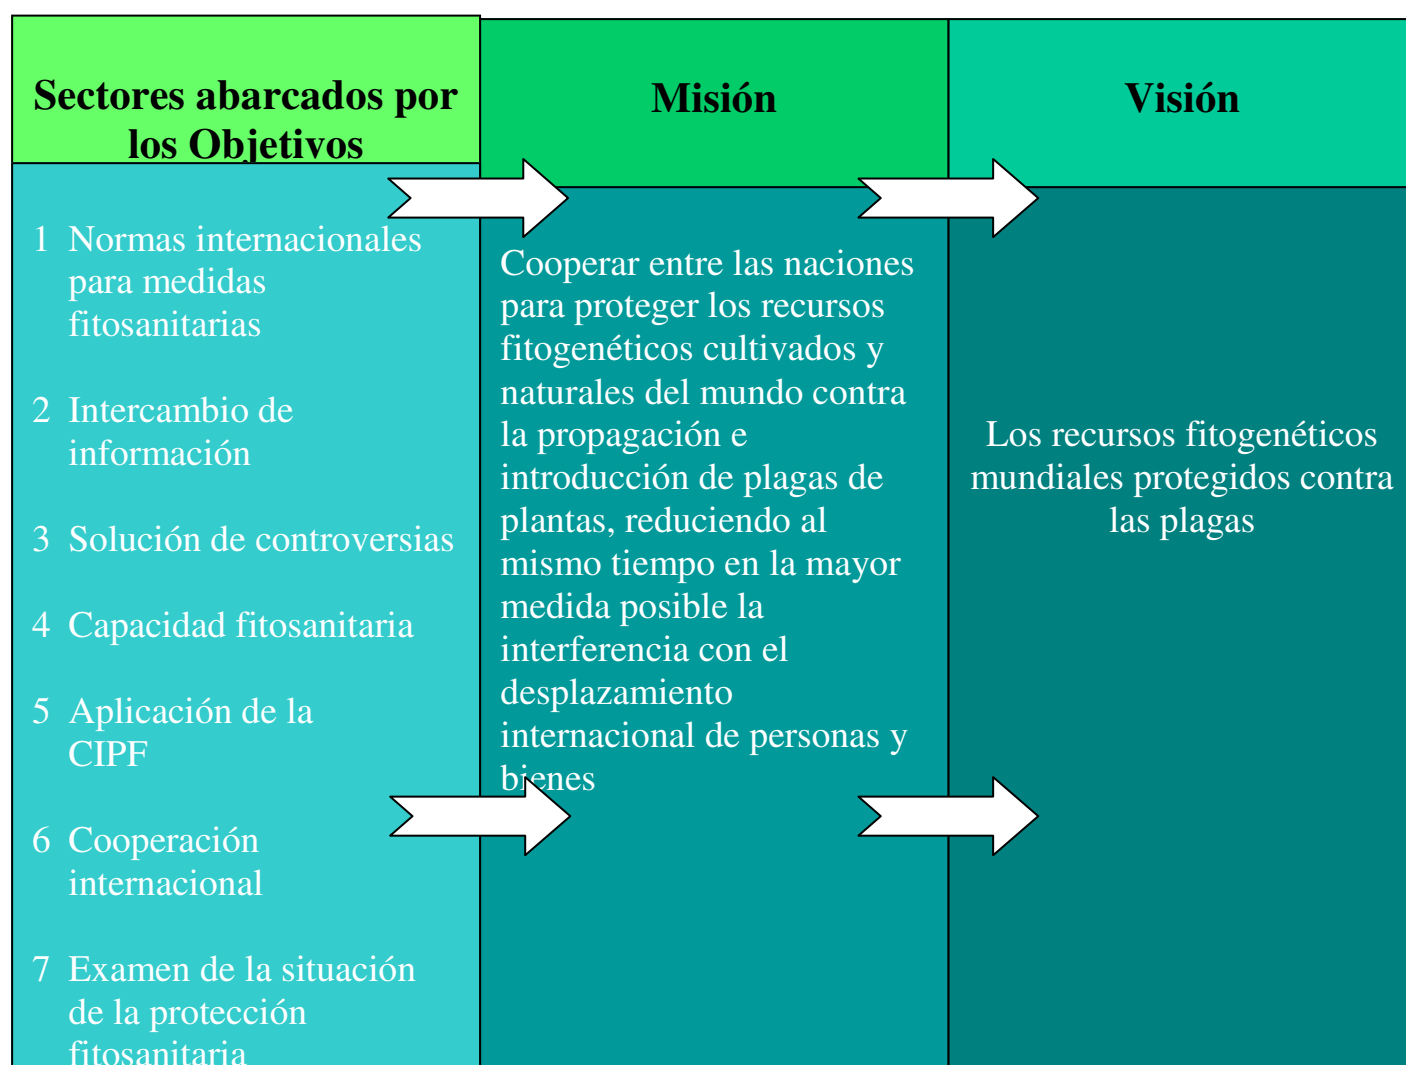 Sectores abarcados por
los Objetivos
1 Normas internacionales
para medidas
fitosanitarias
2 Intercambio de
información
3 Solución de controversias
4 Capacidad fitosanitaria
5 Aplicación de la
CIPF
6 Cooperación
internacional
7 Examen de la situación
de la protección
fitosanitaria
Misión
Cooperar entre las naciones
para proteger los recursos
fitogenéticos cultivados y
naturales del mundo contra
la propagación e
introducción de plagas de
plantas, reduciendo al
mismo tiempo en la mayor
medida posible la
interferencia con el
desplazamiento
internacional de personas y
bienes
Visión
Los recursos fitogenéticos
mundiales protegidos contra
las plagas